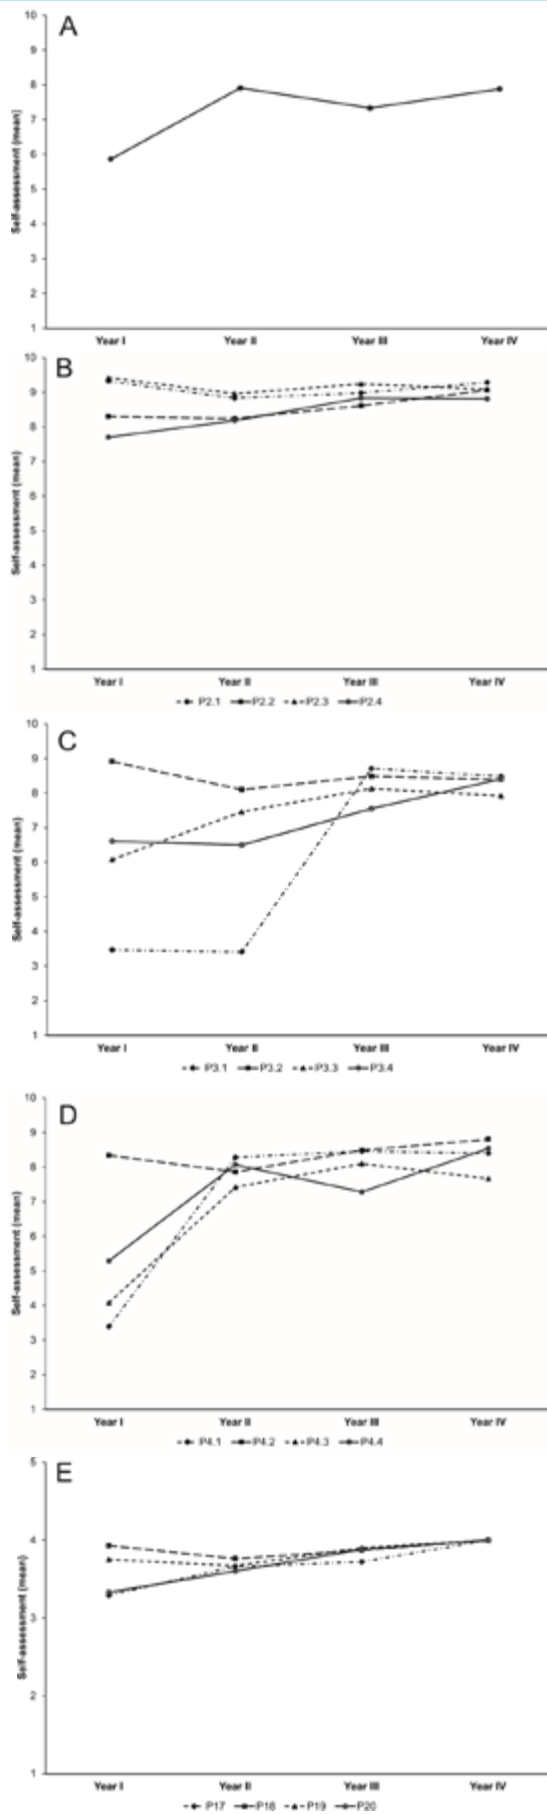 A
10
9
8
7
6
5
4
3
2
1
Self-assessment (mean)
Year I Year II Year III Year IV
B
10
9
8
7
6
5
4
3
2
1
Self-assessment (mean)
Year I Year II Year III Year IV
P2.1 P2.2 P2.3 P2.4
C
10
9
8
7
6
5
4
3
2
1
Self-assessment (mean)
Year I Year II Year III Year IV
P3.1 P3.2 P3.3 P3.4
D
10
9
8
7
6
5
4
3
2
1
Self-assessment (mean)
Year I Year II Year III Year IV
P4.1 P4.2 P4.3 P4.4
E
5
4
3
2
1
Self-assessment (mean)
Year I Year II Year III Year IV
P17 P18 P19 P20